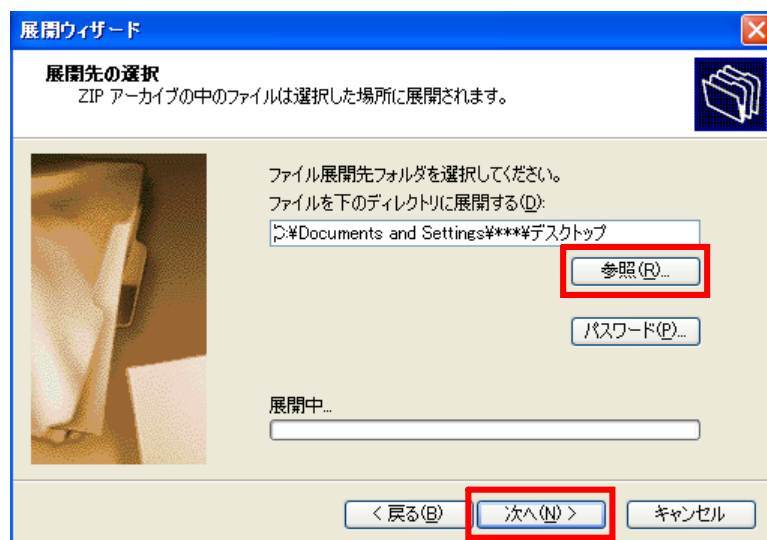 展開ウィザード
展開先の選択
ZIP アーカイブの中のファイルは選択した場所に展開されます。
ファイル展開先フォルダを選択してください。
ファイルを下のディレクトリに展開する(D):
C:¥Documents and Settings¥***¥デスクトップ
参照(R)...
パスワード(P)...
展開中...
< 戻る(B)
次へ(N) >
キャンセル